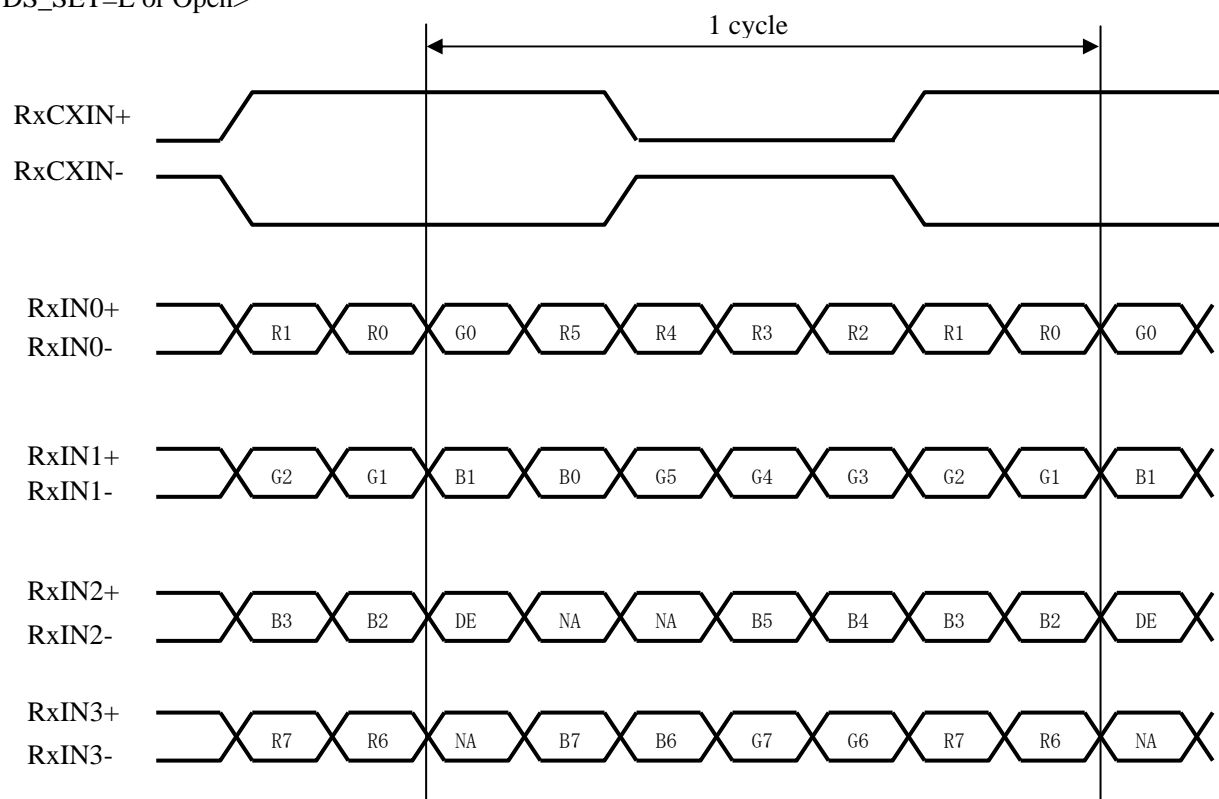 1 cycle
RxCXIN+
RxCXIN-
RxIN0+
RxIN0-
R1 R0 G0 R5 R4 R3 R2 R1 R0 G0
RxIN1+
RxIN1-
G2 G1 B1 B0 G5 G4 G3 G2 G1 B1
RxIN2+
RxIN2-
B3 B2 DE NA NA B5 B4 B3 B2 DE
RxIN3+
RxIN3-
R7 R6 NA B7 B6 G7 G6 R7 R6 NA